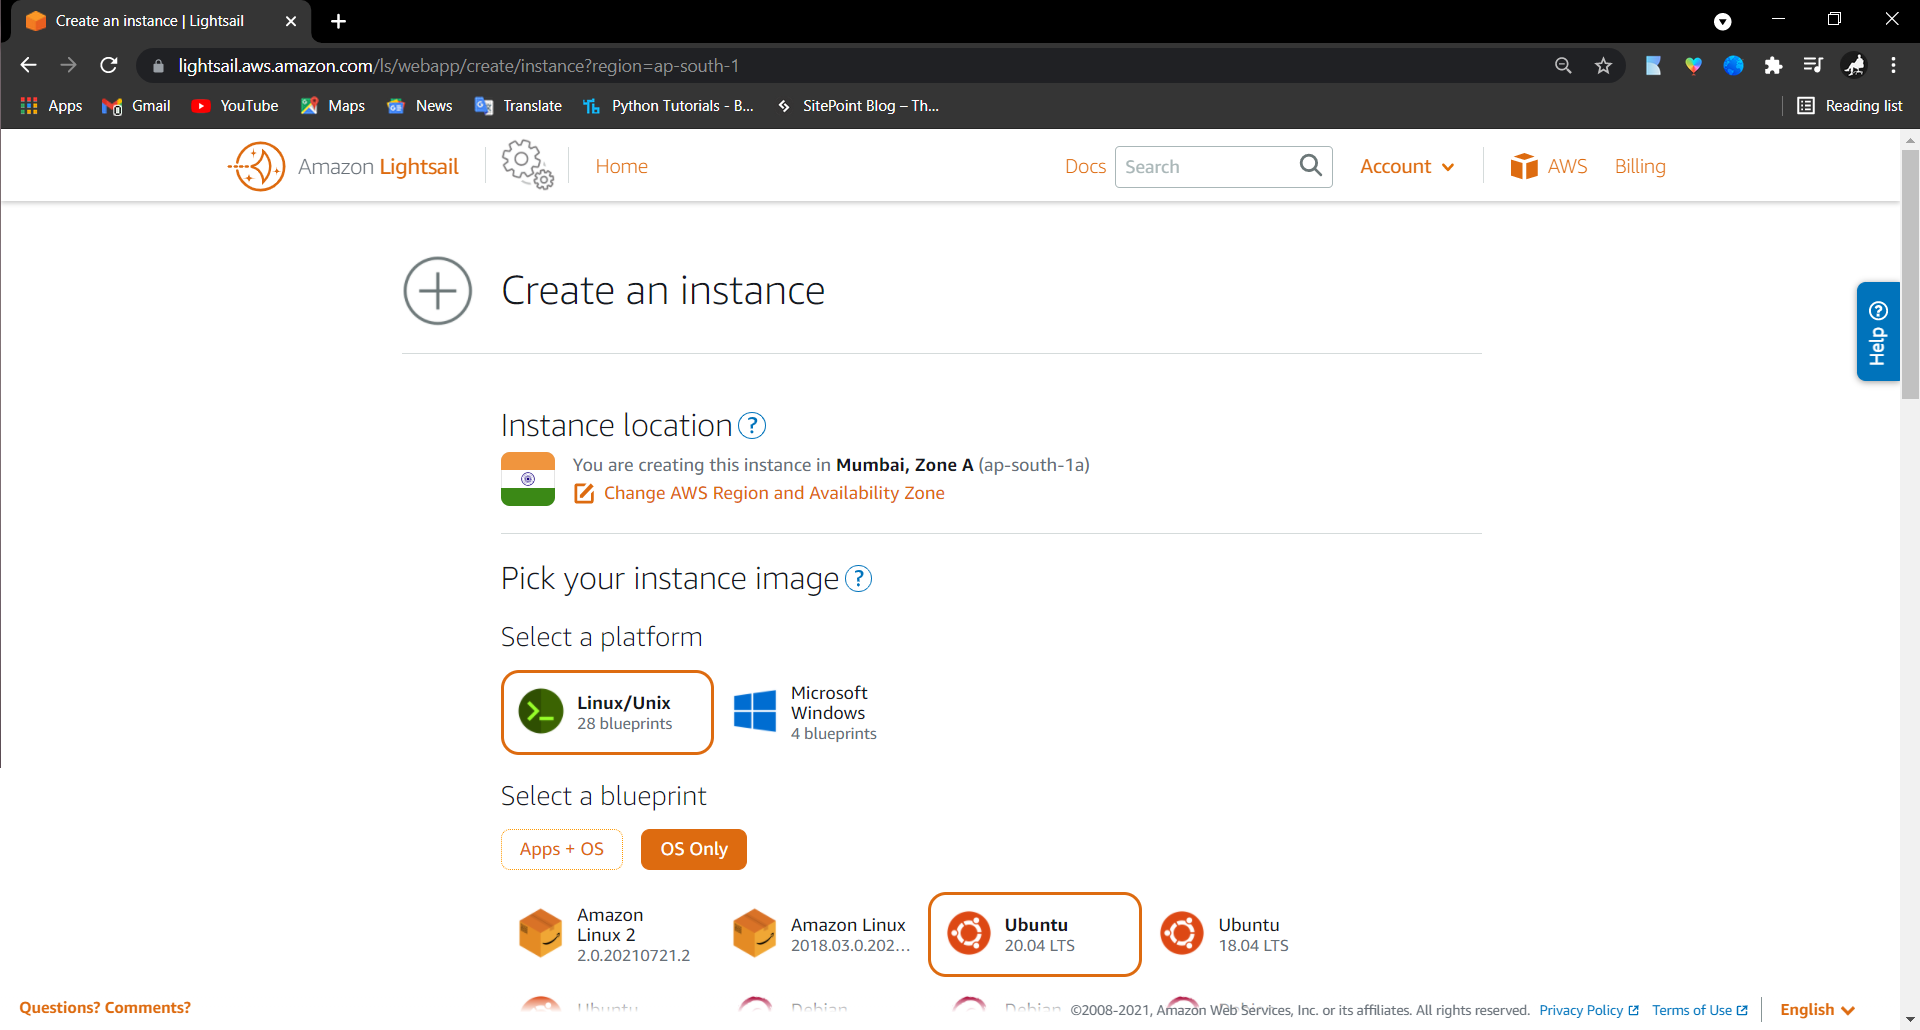 Create an instance | Lightsail
lightsail.aws.amazon.com/ls/webapp/create/instance?region=ap-south-1
Apps Gmail YouTube Maps News Translate Python Tutorials - B... SitePoint Blog – Th... Reading list
Amazon Lightsail Home Docs Search Account AWS Billing
Create an instance
Help ?
Instance location ?
You are creating this instance in Mumbai, Zone A (ap-south-1a)
Change AWS Region and Availability Zone
Pick your instance image ?
Select a platform
Linux/Unix
28 blueprints
Microsoft
Windows
4 blueprints
Select a blueprint
Apps + OS OS Only
Amazon
Linux 2
2.0.20210721.2
Amazon Linux
2018.03.0.202...
Ubuntu
20.04 LTS
Ubuntu
18.04 LTS
Ubuntu Debian Debian
Questions? Comments? ©2008-2021, Amazon Web Services, Inc. or its affiliates. All rights reserved. Privacy Policy Terms of Use English